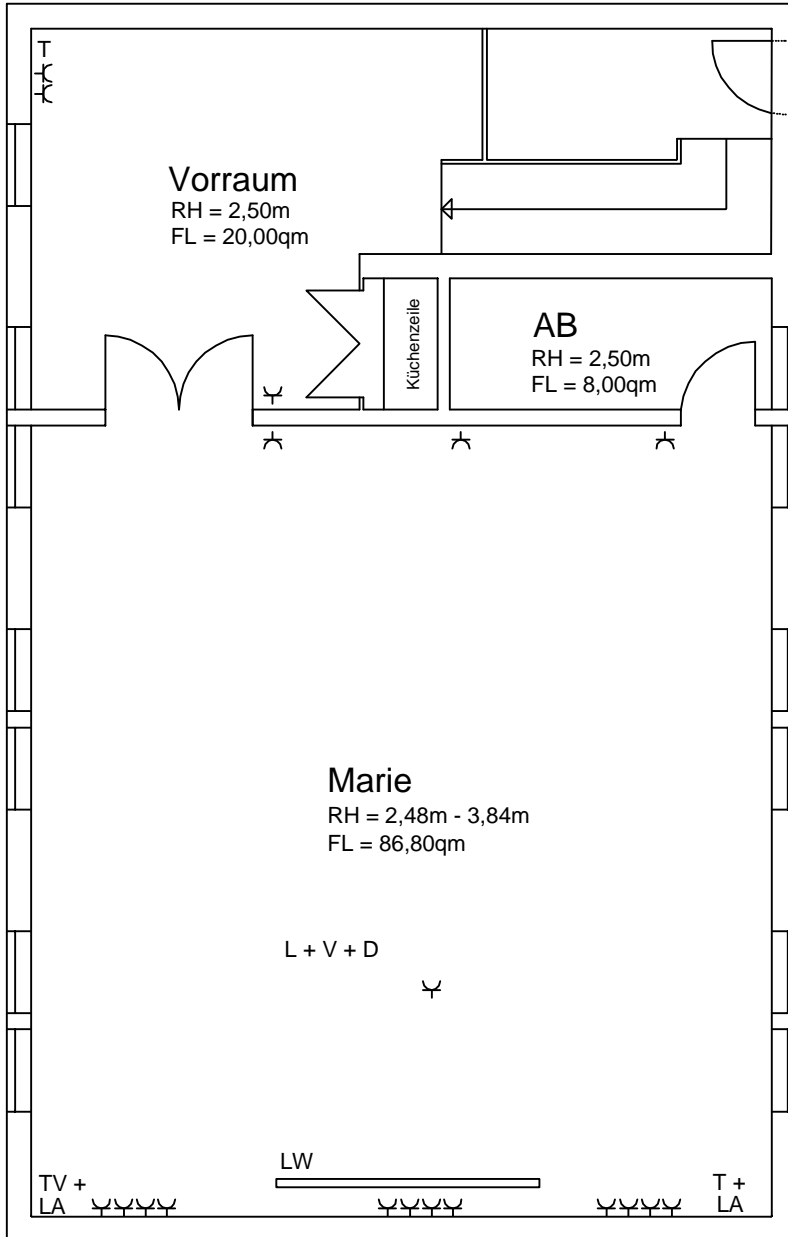 T
Vorraum
RH = 2,50m
FL = 20,00qm
Küchenzeile
AB
RH = 2,50m
FL = 8,00qm
Marie
RH = 2,48m - 3,84m
FL = 86,80qm
L + V + D
LW
TV +
LA
T +
LA